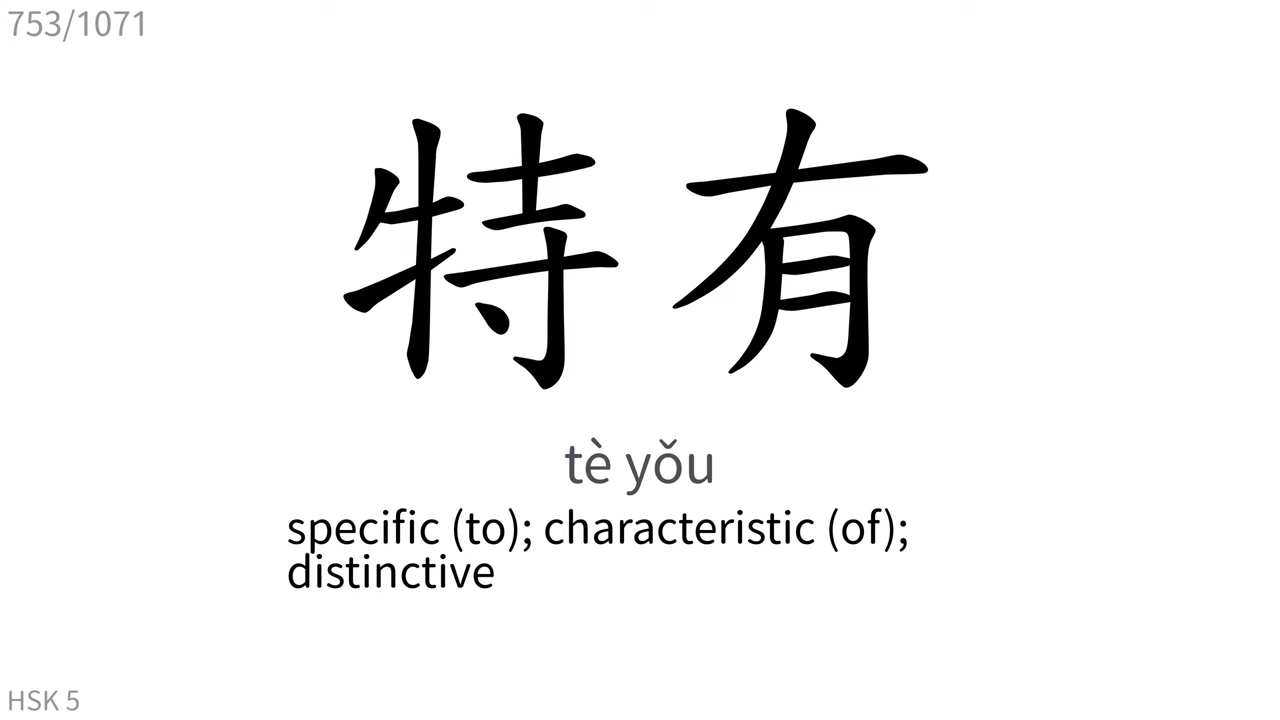 753/1071
特有
tè yǒu
specific (to); characteristic (of);
distinctive
HSK 5